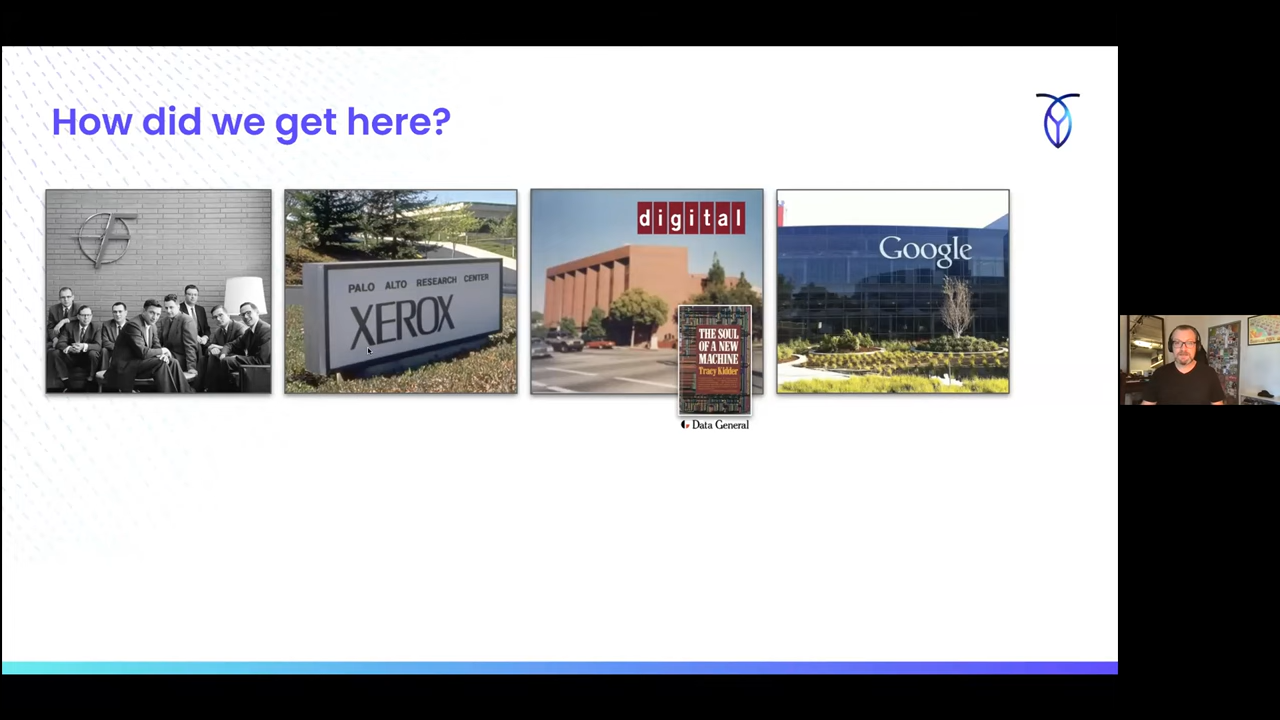 How did we get here?
PALO ALTO RESEARCH CENTER
XEROX
digital
THE SOUL
OF A NEW
MACHINE
Tracy Kidder
Data General
Google